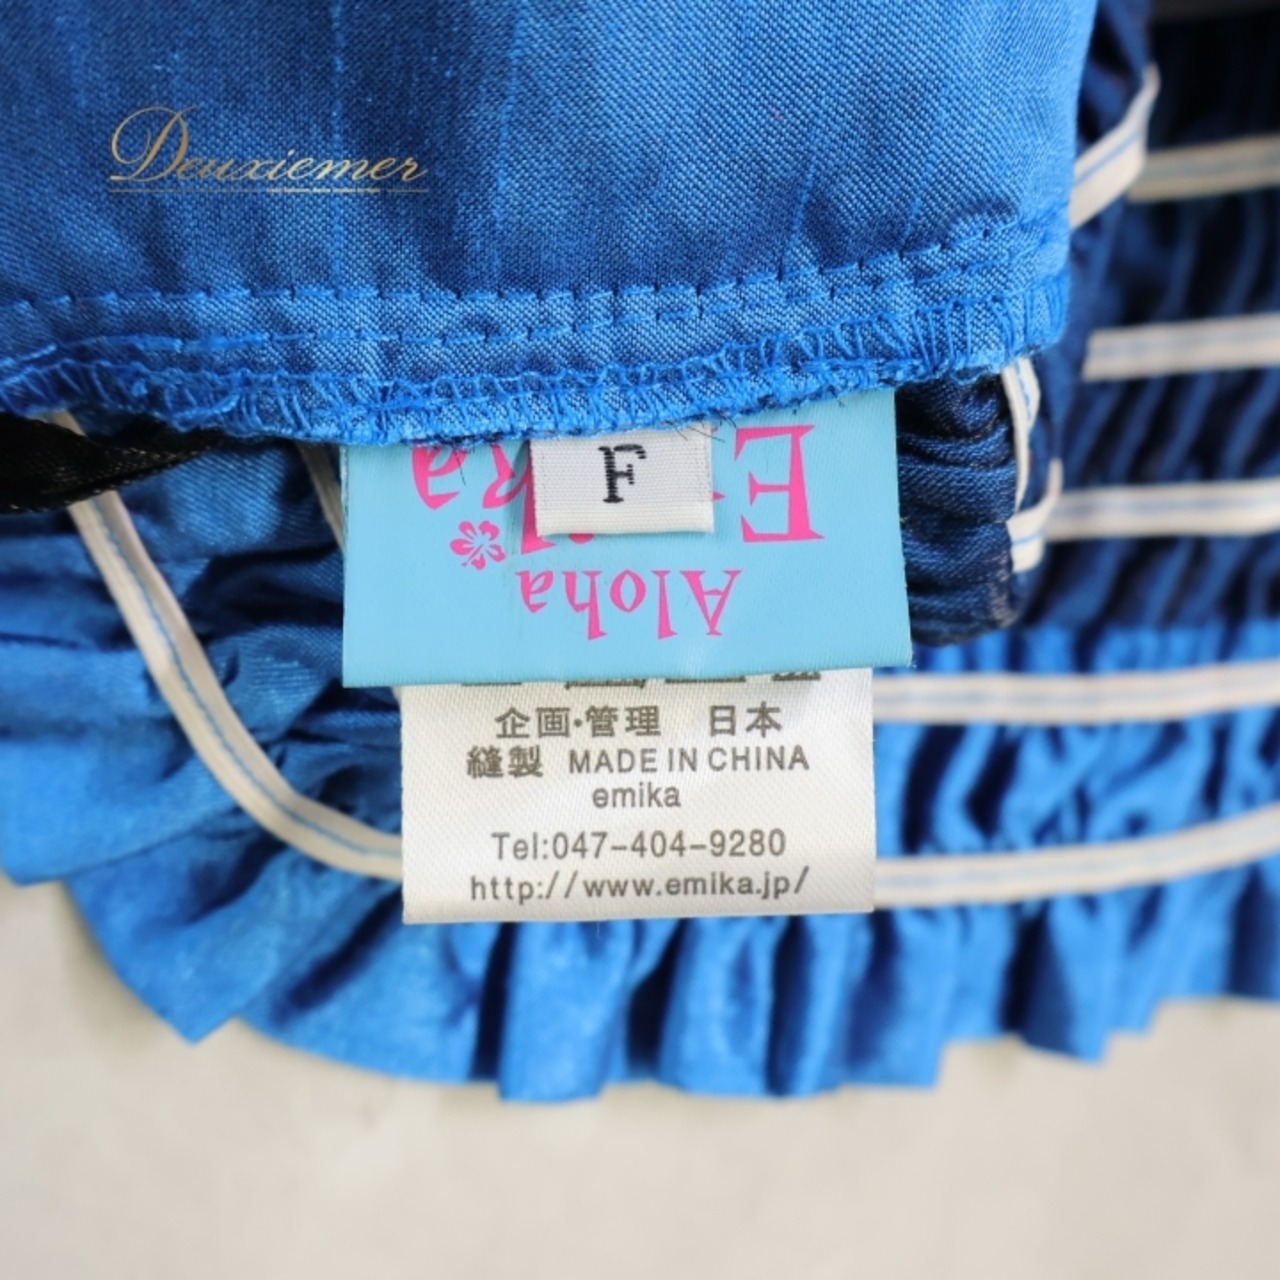 Deuxiemer
F
Aloha
企画・管理　日本
縫製 MADE IN CHINA
emika
Tel:047-404-9280
http://www.emika.jp/